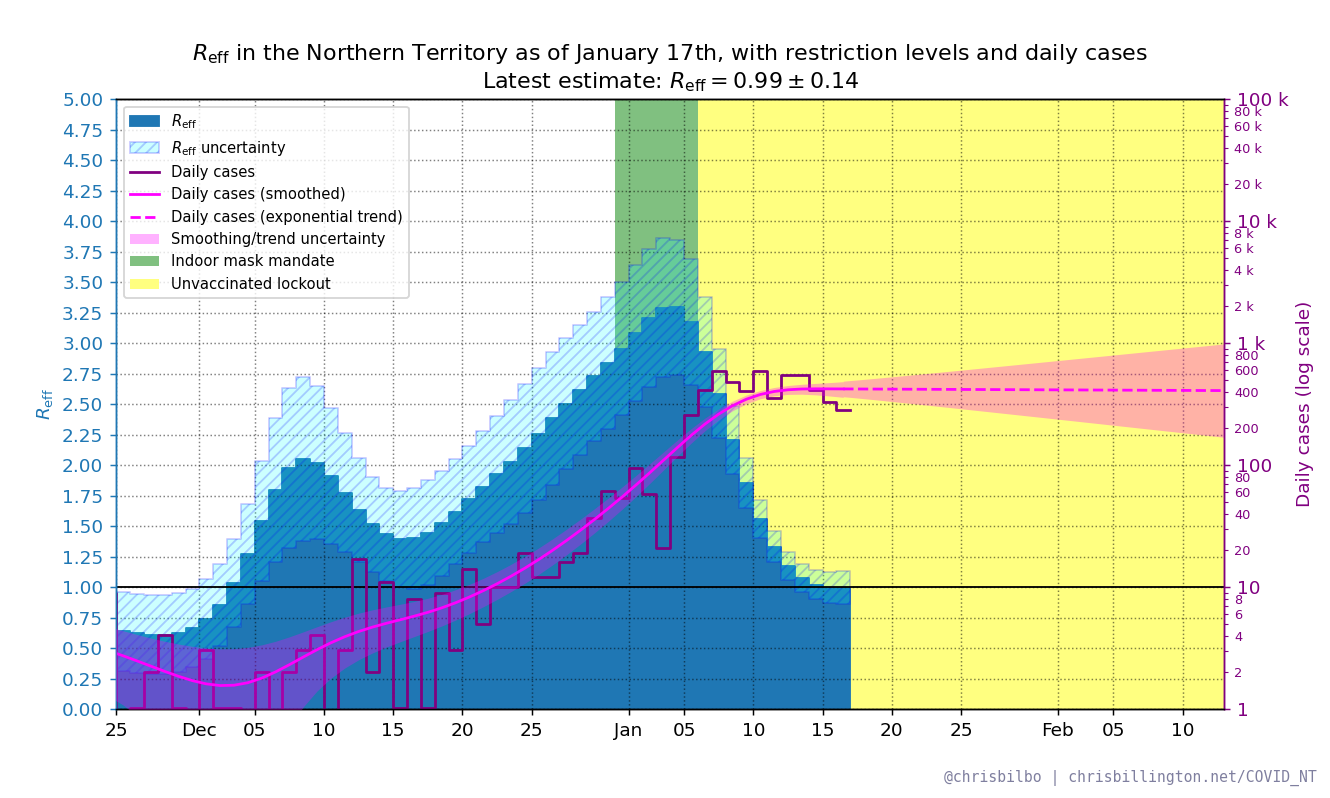 R_eff in the Northern Territory as of January 17th, with restriction levels and daily cases
Latest estimate: R_eff = 0.99 ± 0.14
R_eff
R_eff uncertainty
Daily cases
Daily cases (smoothed)
Daily cases (exponential trend)
Smoothing/trend uncertainty
Indoor mask mandate
Unvaccinated lockout
R_eff
5.00
4.75
4.50
4.25
4.00
3.75
3.50
3.25
3.00
2.75
2.50
2.25
2.00
1.75
1.50
1.25
1.00
0.75
0.50
0.25
0.00
100 k
80 k
60 k
40 k
20 k
10 k
8 k
6 k
4 k
2 k
1 k
800
600
400
200
100
80
60
40
20
10
8
6
4
2
1
Daily cases (log scale)
25 Dec 05 10 15 20 25 Jan 05 10 15 20 25 Feb 05 10
@chrisbilbo | chrisbillington.net/COVID_NT